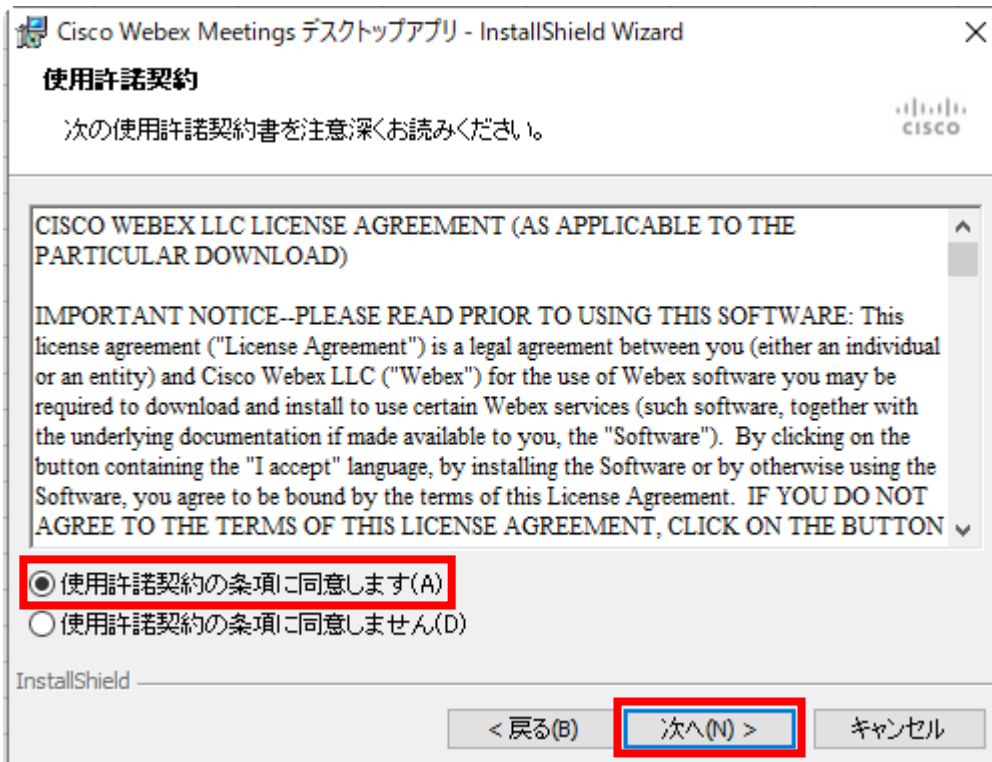 Cisco Webex Meetings デスクトップアプリ - InstallShield Wizard
使用許諾契約
次の使用許諾契約書を注意深くお読みください。
CISCO
CISCO WEBEX LLC LICENSE AGREEMENT (AS APPLICABLE TO THE
PARTICULAR DOWNLOAD)
IMPORTANT NOTICE--PLEASE READ PRIOR TO USING THIS SOFTWARE: This
license agreement ("License Agreement") is a legal agreement between you (either an individual
or an entity) and Cisco Webex LLC ("Webex") for the use of Webex software you may be
required to download and install to use certain Webex services (such software, together with
the underlying documentation if made available to you, the "Software").  By clicking on the
button containing the "I accept" language, by installing the Software or by otherwise using the
Software, you agree to be bound by the terms of this License Agreement.  IF YOU DO NOT
AGREE TO THE TERMS OF THIS LICENSE AGREEMENT, CLICK ON THE BUTTON
使用許諾契約の条項に同意します(A)
使用許諾契約の条項に同意しません(D)
InstallShield
< 戻る(B)
次へ(N) >
キャンセル